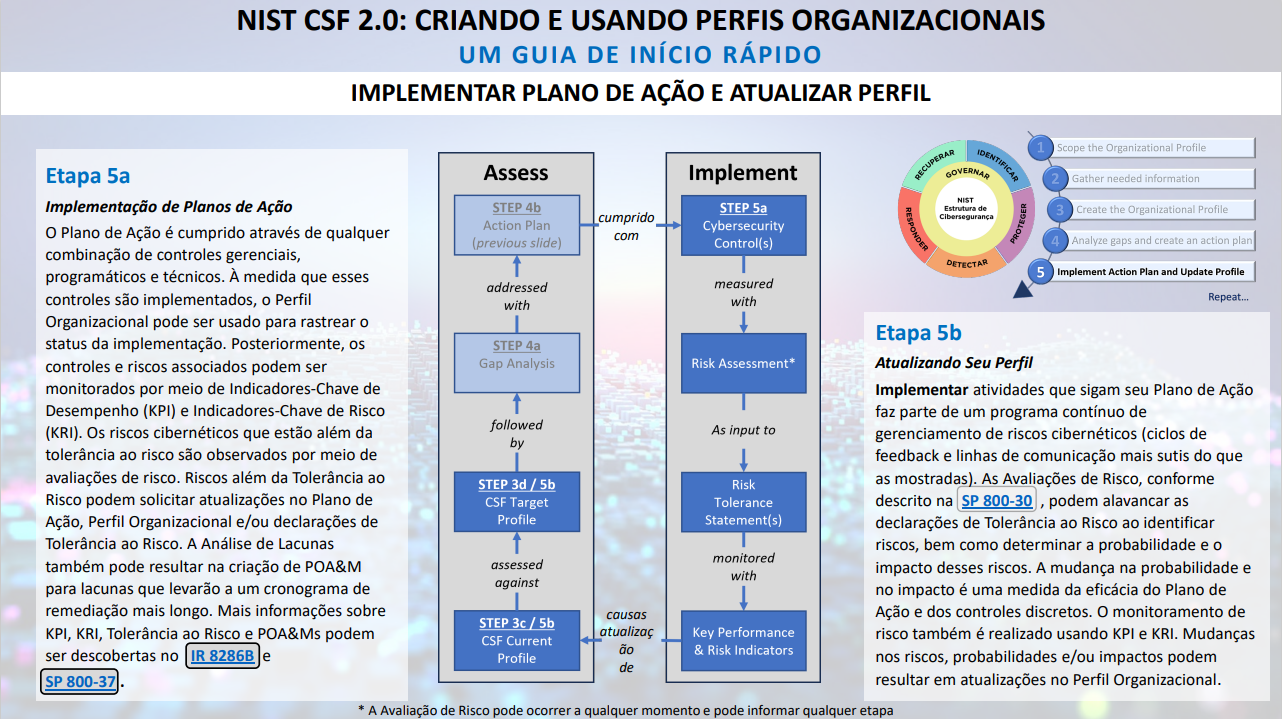 NIST CSF 2.0: CRIANDO E USANDO PERFIS ORGANIZACIONAIS
UM GUIA DE INÍCIO RÁPIDO
IMPLEMENTAR PLANO DE AÇÃO E ATUALIZAR PERFIL
Etapa 5a
Implementação de Planos de Ação
O Plano de Ação é cumprido através de qualquer
combinação de controles gerenciais,
programáticos e técnicos. À medida que esses
controles são implementados, o Perfil
Organizacional pode ser usado para rastrear o
status da implementação. Posteriormente, os
controles e riscos associados podem ser
monitorados por meio de Indicadores-Chave de
Desempenho (KPI) e Indicadores-Chave de Risco
(KRI). Os riscos cibernéticos que estão além da
tolerância ao risco são observados por meio de
avaliações de risco. Riscos além da Tolerância ao
Risco podem solicitar atualizações no Plano de
Ação, Perfil Organizacional e/ou declarações de
Tolerância ao Risco. A Análise de Lacunas
também pode resultar na criação de POA&M
para lacunas que levarão a um cronograma de
remediação mais longo. Mais informações sobre
KPI, KRI, Tolerância ao Risco e POA&Ms podem
ser descobertas no IR 8286B e
SP 800-37.
Assess
STEP 4b
Action Plan
(previous slide)
addressed
with
STEP 4a
Gap Analysis
followed
by
STEP 3d / 5b
CSF Target
Profile
assessed
against
STEP 3c / 5b
CSF Current
Profile
cumprido
com
causas
atualizaç
ão
de
Implement
STEP 5a
Cybersecurity
Control(s)
measured
with
Risk Assessment*
As input to
Risk
Tolerance
Statement(s)
monitored
with
Key Performance
& Risk Indicators
RECUPERAR
IDENTIFICAR
GOVERNAR
NIST
Estrutura de
Cibersegurança
RESPONDER
PROTEGER
DETECTAR
1 Scope the Organizational Profile
2 Gather needed information
3 Create the Organizational Profile
4 Analyze gaps and create an action plan
5 Implement Action Plan and Update Profile
Repeat...
Etapa 5b
Atualizando Seu Perfil
Implementar atividades que sigam seu Plano de Ação
faz parte de um programa contínuo de
gerenciamento de riscos cibernéticos (ciclos de
feedback e linhas de comunicação mais sutis do que
as mostradas). As Avaliações de Risco, conforme
descrito na SP 800-30 , podem alavancar as
declarações de Tolerância ao Risco ao identificar
riscos, bem como determinar a probabilidade e o
impacto desses riscos. A mudança na probabilidade e
no impacto é uma medida da eficácia do Plano de
Ação e dos controles discretos. O monitoramento de
risco também é realizado usando KPI e KRI. Mudanças
nos riscos, probabilidades e/ou impactos podem
resultar em atualizações no Perfil Organizacional.
* A Avaliação de Risco pode ocorrer a qualquer momento e pode informar qualquer etapa